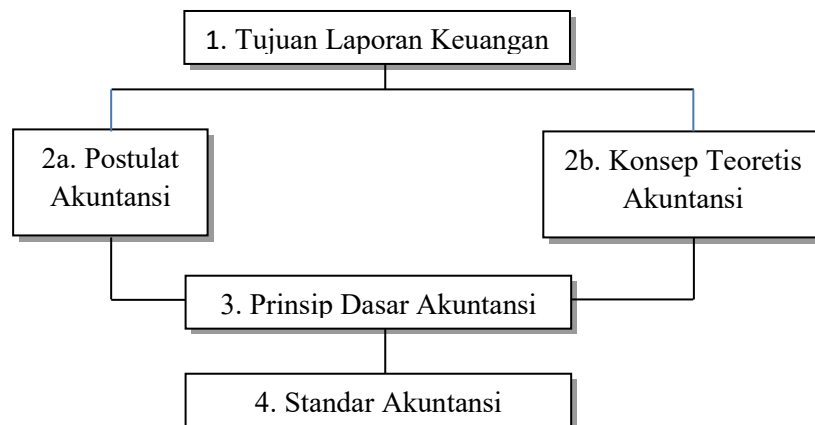 1. Tujuan Laporan Keuangan
2a. Postulat
Akuntansi
2b. Konsep Teoretis
Akuntansi
3. Prinsip Dasar Akuntansi
4. Standar Akuntansi